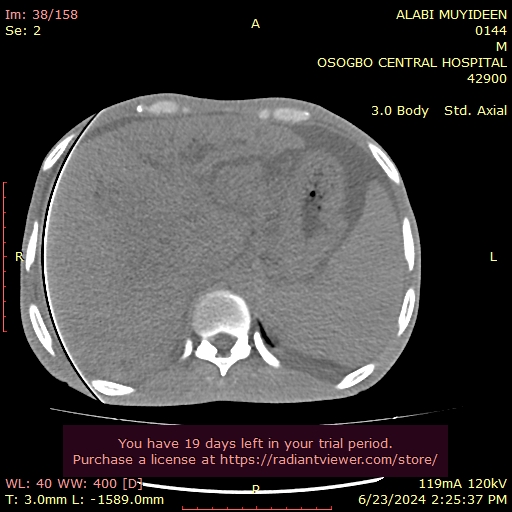 Im: 38/158
Se: 2
A
ALABI MUYIDEEN
0144
M
OSOGBO CENTRAL HOSPITAL
42900
3.0 Body Std. Axial
R
L
You have 19 days left in your trial period.
Purchase a license at https://radiantviewer.com/store/
WL: 40 WW: 400 [D]
T: 3.0mm L: -1589.0mm
P
119mA 120kV
6/23/2024 2:25:37 PM